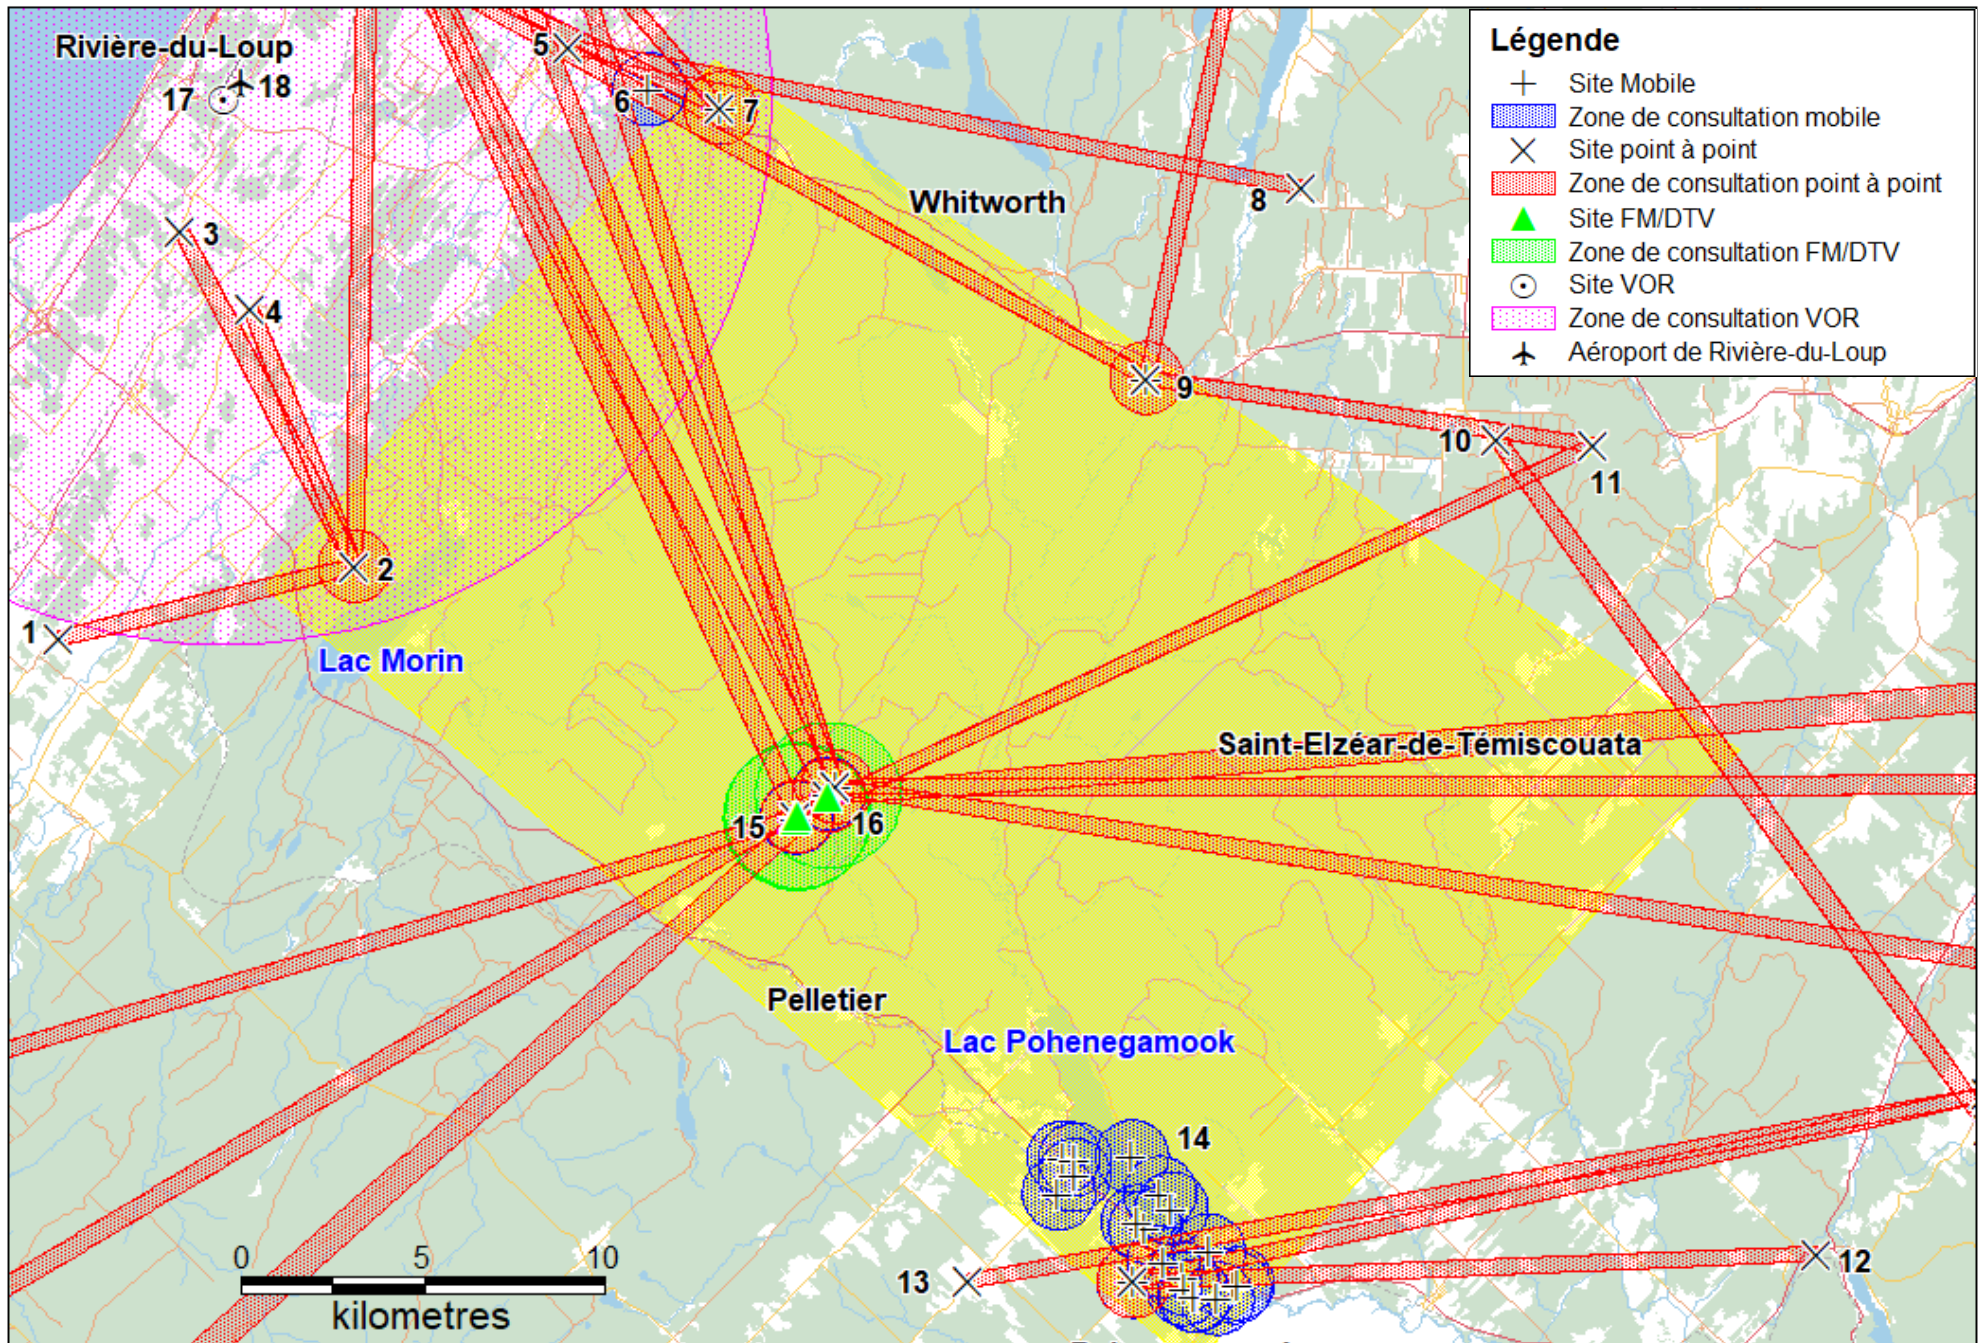 Légende
Site Mobile
Zone de consultation mobile
Site point à point
Zone de consultation point à point
Site FM/DTV
Zone de consultation FM/DTV
Site VOR
Zone de consultation VOR
Aéroport de Rivière-du-Loup
Rivière-du-Loup
17
18
5
6
7
Whitworth
8
3
4
9
10
11
2
1
Lac Morin
Saint-Elzéar-de-Témiscouata
15
16
Pelletier
Lac Pohenegamook
14
13
12
0 5 10
kilometres